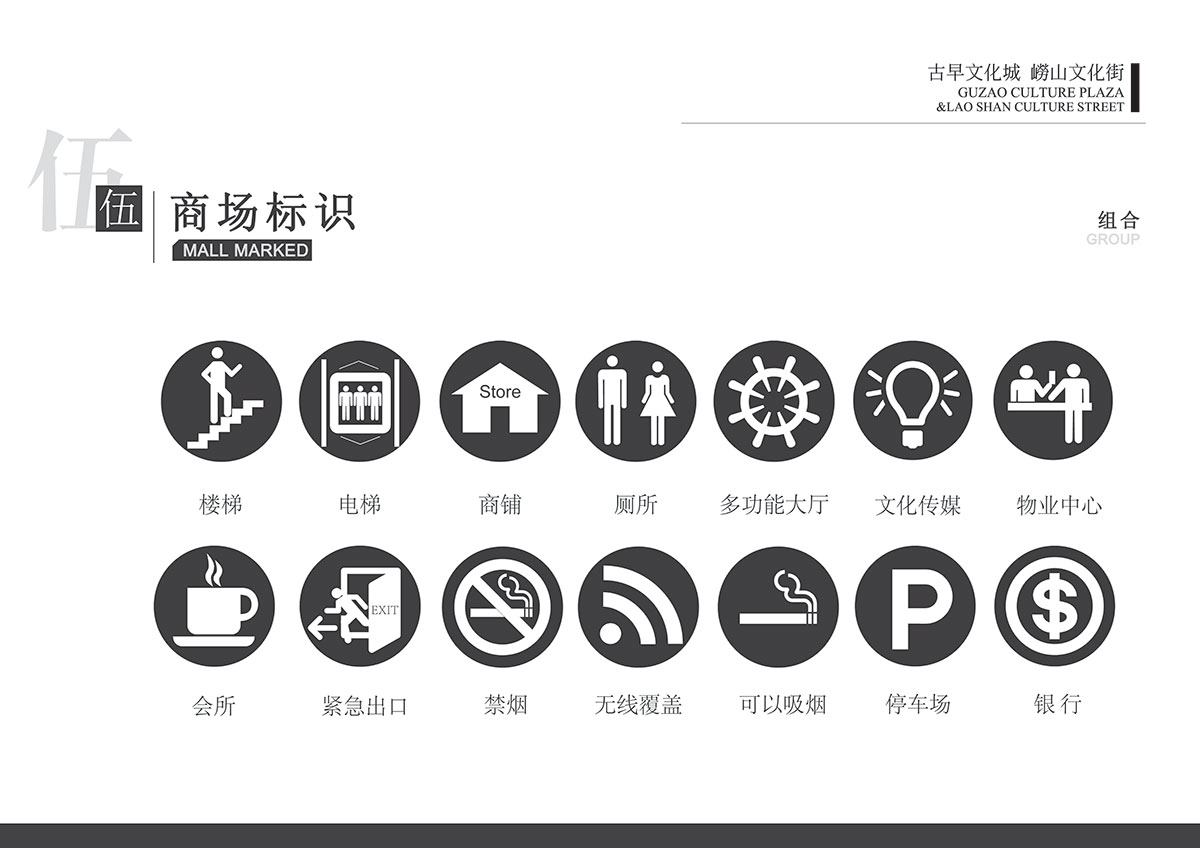 古早文化城 崂山文化街
GUZAO CULTURE PLAZA
&LAO SHAN CULTURE STREET
伍
伍
商场标识
MALL MARKED
组合
GROUP
Store
楼梯
电梯
商铺
厕所
多功能大厅
文化传媒
物业中心
EXIT
P
$
会所
紧急出口
禁烟
无线覆盖
可以吸烟
停车场
银行